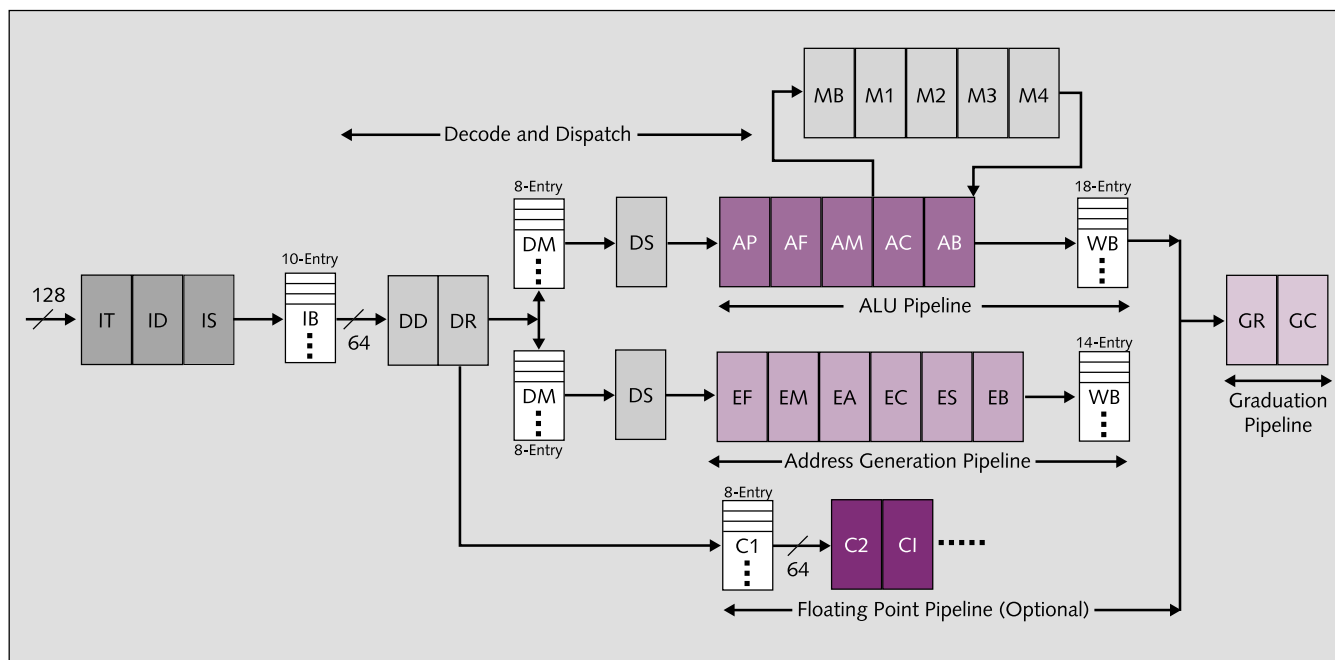 MB M1 M2 M3 M4
Decode and Dispatch
8-Entry
18-Entry
DM
DS
AP AF AM AC AB
WB
10-Entry
ALU Pipeline
128
IT ID IS
IB
64
DD DR
GR GC
14-Entry
DM
DS
EF EM EA EC ES EB
WB
Graduation
Pipeline
8-Entry
Address Generation Pipeline
8-Entry
C1
64
C2 CI
Floating Point Pipeline (Optional)